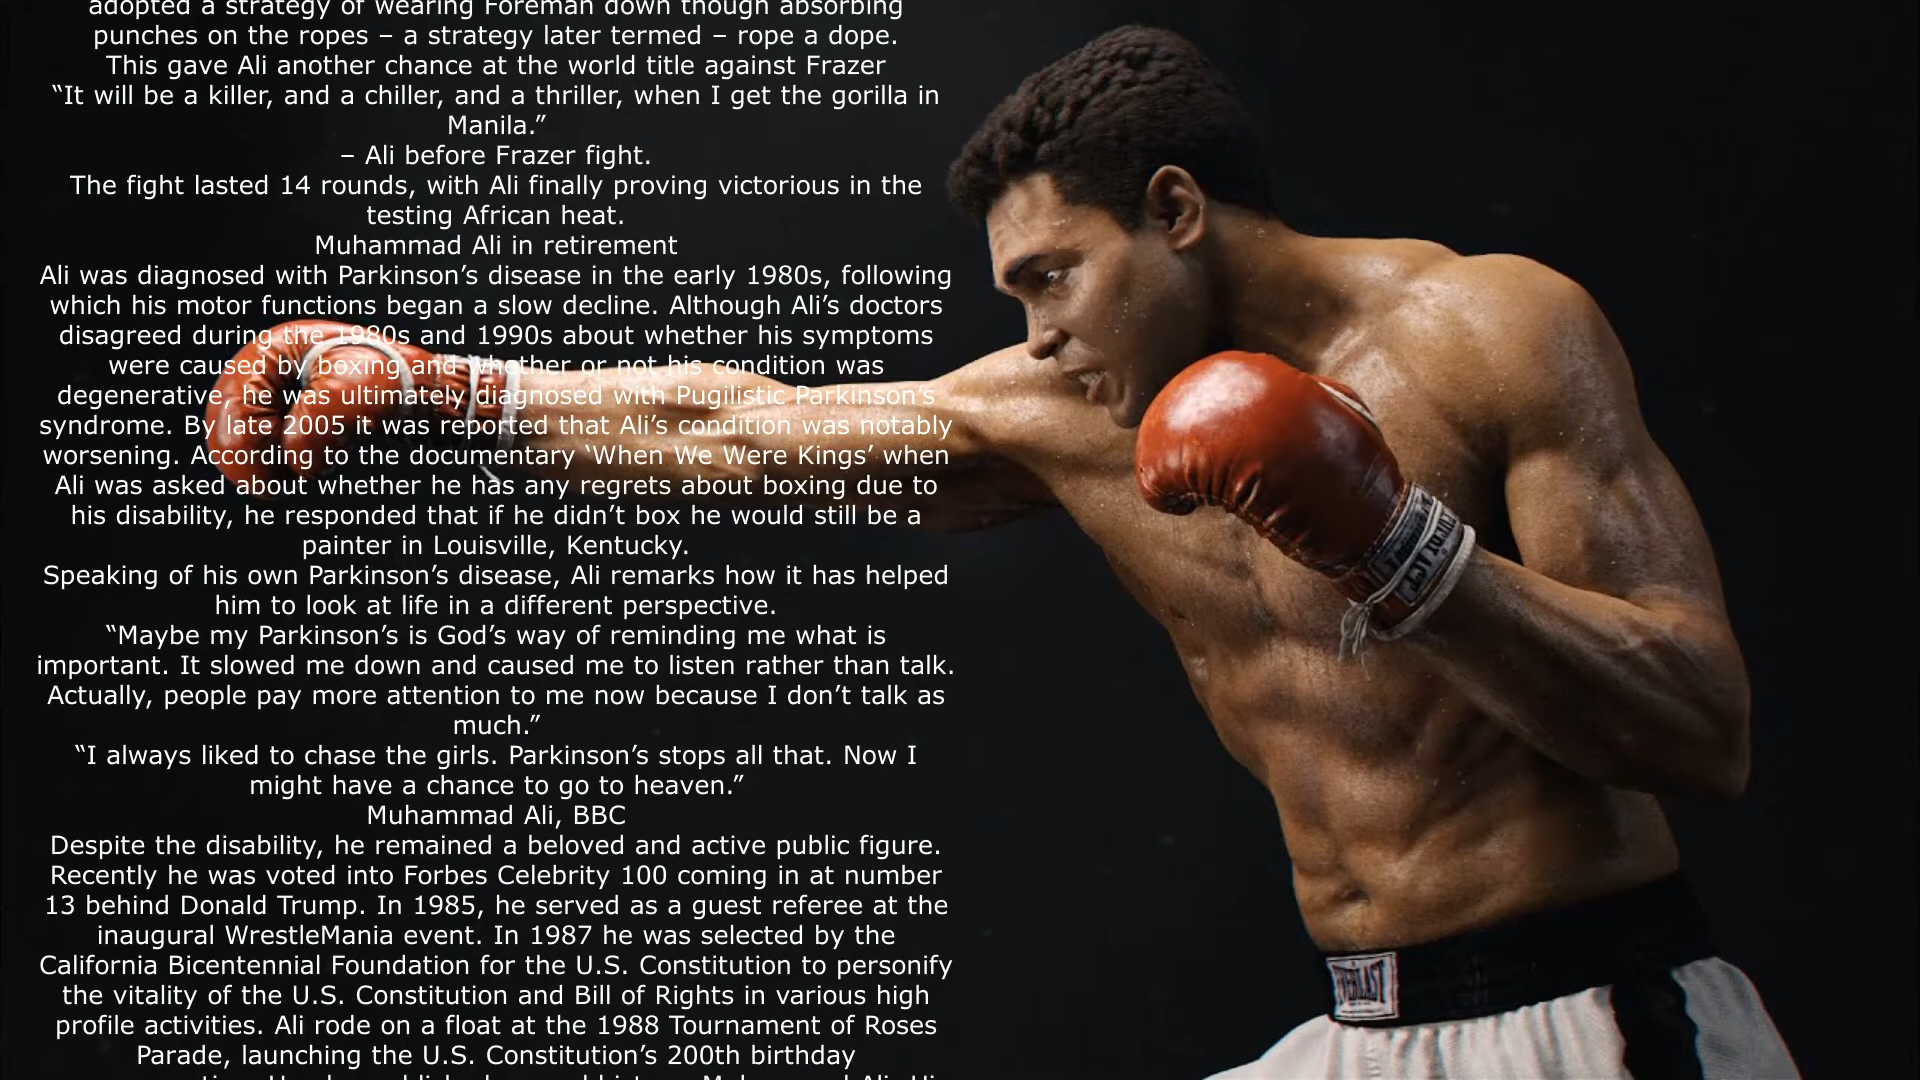 adopted a strategy of wearing Foreman down though absorbing
punches on the ropes – a strategy later termed – rope a dope.
This gave Ali another chance at the world title against Frazer
“It will be a killer, and a chiller, and a thriller, when I get the gorilla in
Manila.”
– Ali before Frazer fight.
The fight lasted 14 rounds, with Ali finally proving victorious in the
testing African heat.
Muhammad Ali in retirement
Ali was diagnosed with Parkinson’s disease in the early 1980s, following
which his motor functions began a slow decline. Although Ali’s doctors
disagreed during the 1980s and 1990s about whether his symptoms
were caused by boxing and whether or not his condition was
degenerative, he was ultimately diagnosed with Pugilistic Parkinson’s
syndrome. By late 2005 it was reported that Ali’s condition was notably
worsening. According to the documentary ‘When We Were Kings’ when
Ali was asked about whether he has any regrets about boxing due to
his disability, he responded that if he didn’t box he would still be a
painter in Louisville, Kentucky.
Speaking of his own Parkinson’s disease, Ali remarks how it has helped
him to look at life in a different perspective.
“Maybe my Parkinson’s is God’s way of reminding me what is
important. It slowed me down and caused me to listen rather than talk.
Actually, people pay more attention to me now because I don’t talk as
much.”
“I always liked to chase the girls. Parkinson’s stops all that. Now I
might have a chance to go to heaven.”
Muhammad Ali, BBC
Despite the disability, he remained a beloved and active public figure.
Recently he was voted into Forbes Celebrity 100 coming in at number
13 behind Donald Trump. In 1985, he served as a guest referee at the
inaugural WrestleMania event. In 1987 he was selected by the
California Bicentennial Foundation for the U.S. Constitution to personify
the vitality of the U.S. Constitution and Bill of Rights in various high
profile activities. Ali rode on a float at the 1988 Tournament of Roses
Parade, launching the U.S. Constitution’s 200th birthday
EVERLAST